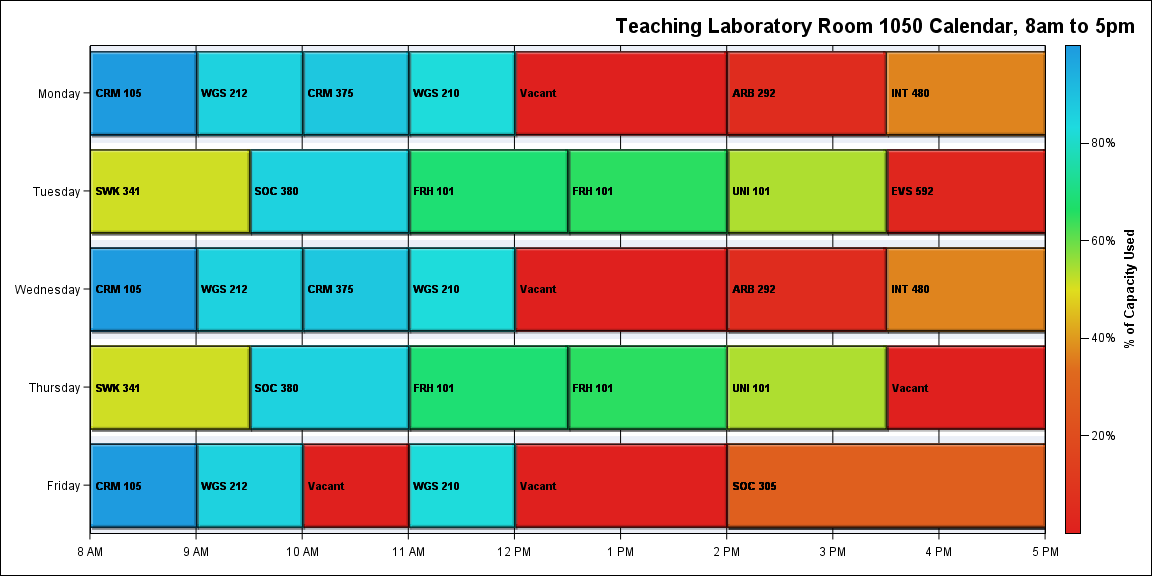 Teaching Laboratory Room 1050 Calendar, 8am to 5pm
Monday
CRM 105
WGS 212
CRM 375
WGS 210
Vacant
ARB 292
INT 480
Tuesday
SWK 341
SOC 380
FRH 101
FRH 101
UNI 101
EVS 592
Wednesday
CRM 105
WGS 212
CRM 375
WGS 210
Vacant
ARB 292
INT 480
Thursday
SWK 341
SOC 380
FRH 101
FRH 101
UNI 101
Vacant
Friday
CRM 105
WGS 212
Vacant
WGS 210
Vacant
SOC 305
8 AM
9 AM
10 AM
11 AM
12 PM
1 PM
2 PM
3 PM
4 PM
5 PM
80%
60%
40%
20%
% of Capacity Used